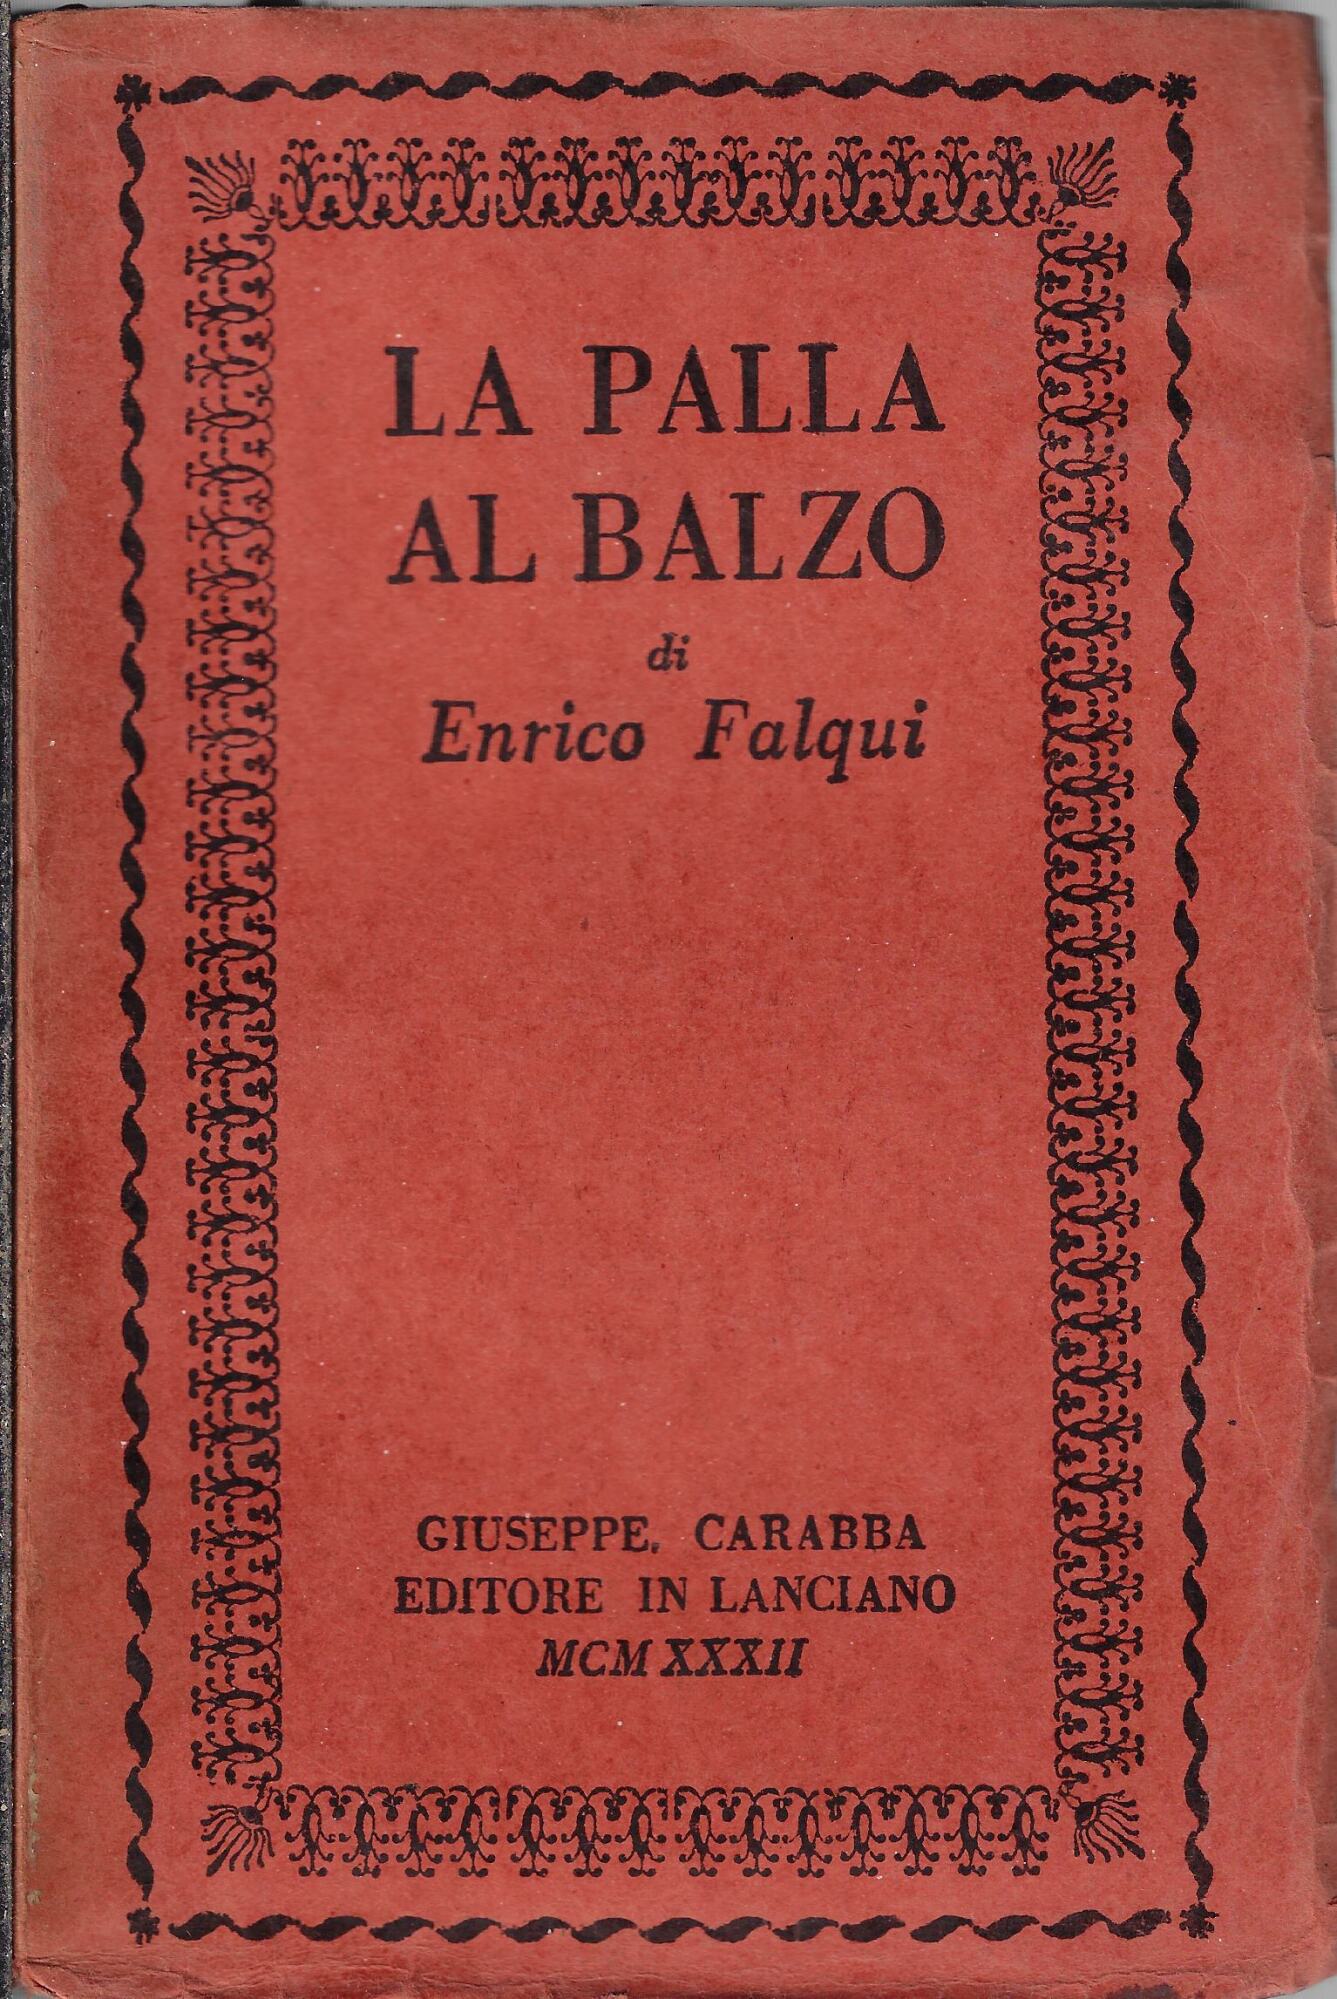 LA PALLA
AL BALZO
di
Enrico Falqui
GIUSEPPE. CARABBA
EDITORE IN LANCIANO
MCMXXXII